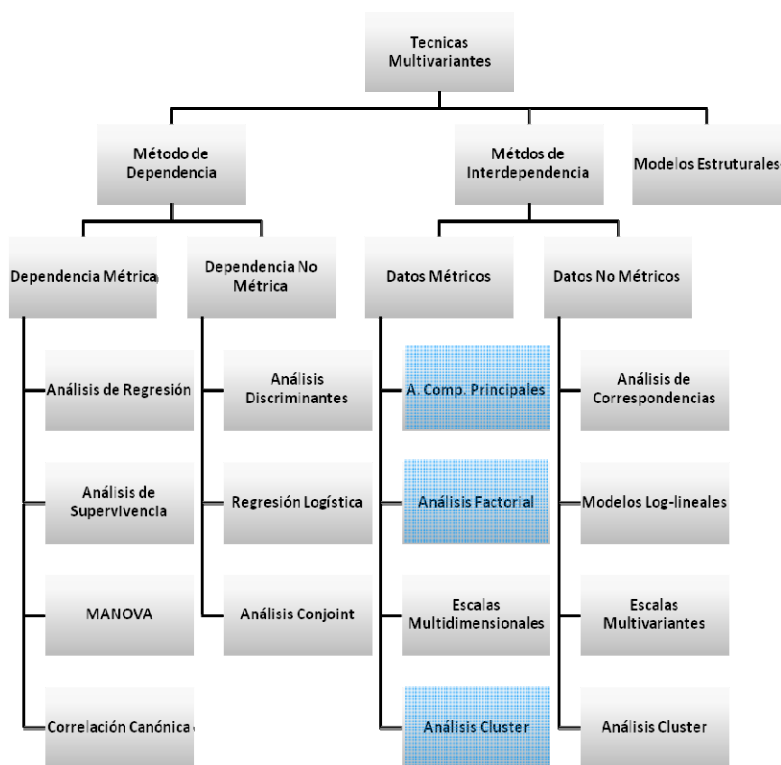 Tecnicas
Multivariantes
Método de
Dependencia
Métdos de
Interdependencia
Modelos Estruturales
Dependencia Métrica
Dependencia No
Métrica
Datos Métricos
Datos No Métricos
Análisis de Regresión
Análisis
Discriminantes
A. Comp. Principales
Análisis de
Correspondencias
Análisis de
Supervivencia
Regresión Logística
Análisis Factorial
Modelos Log-lineales
MANOVA
Análisis Conjoint
Escalas
Multidimensionales
Escalas
Multivariantes
Correlación Canónica
Análisis Cluster
Análisis Cluster